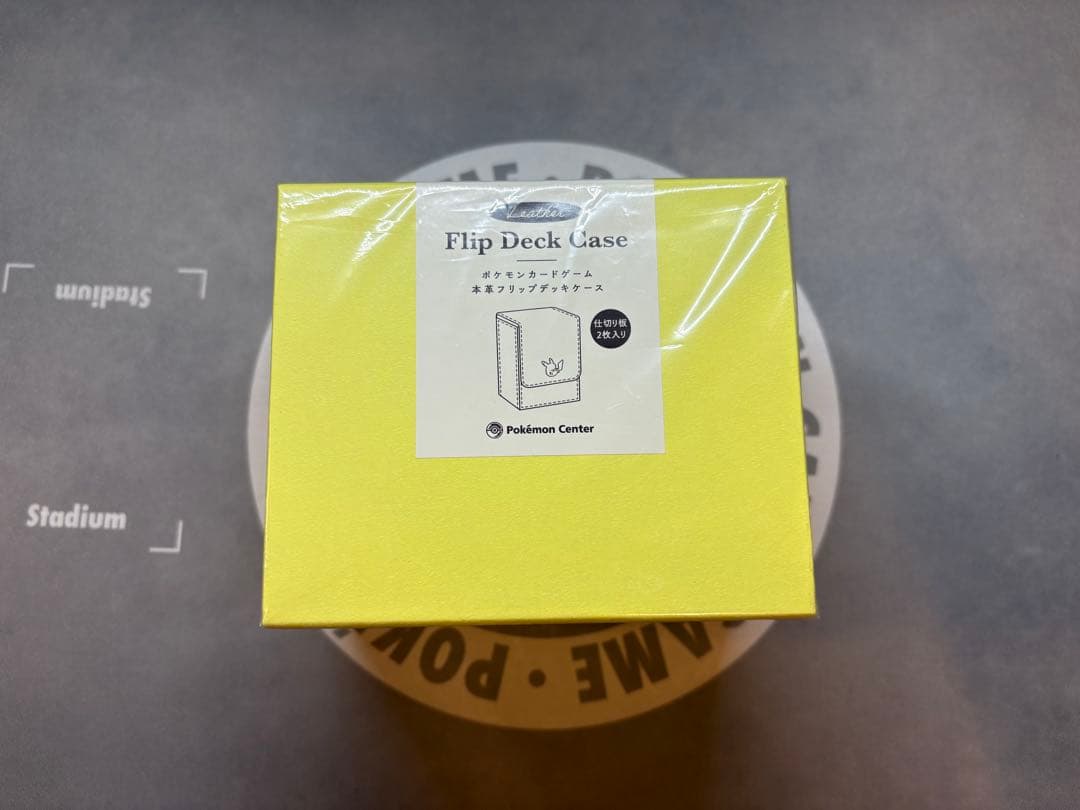 Leather
Flip Deck Case
ポケモンカードゲーム
本革フリップデッキケース
仕切り板
2枚入り
Pokémon Center
Stadium
Stadium
AME • POK